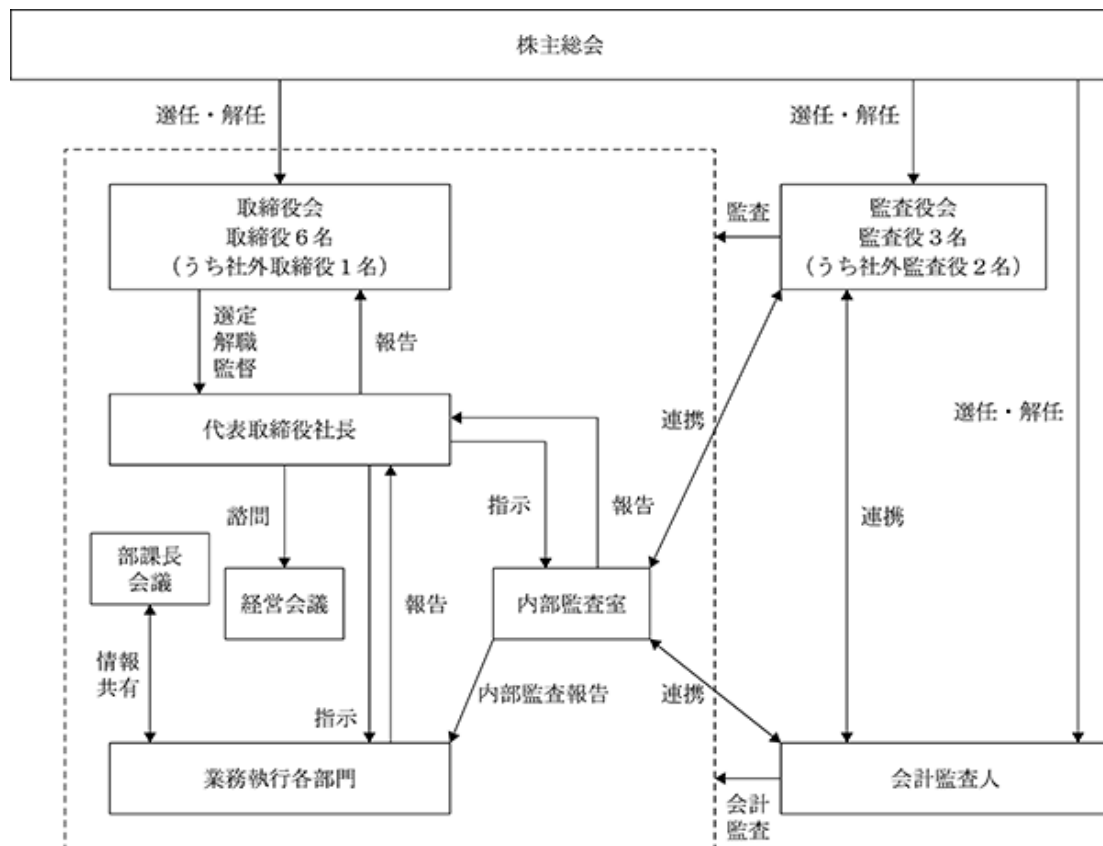 株主総会
選任・解任
選任・解任
取締役会
取締役6名
（うち社外取締役1名）
監査
監査役会
監査役3名
（うち社外監査役2名）
選定
解職
監督
報告
代表取締役社長
連携
選任・解任
諮問
指示
報告
連携
部課長
会議
経営会議
報告
内部監査室
情報
共有
指示
内部監査報告
連携
業務執行各部門
会計監査人
会計
監査